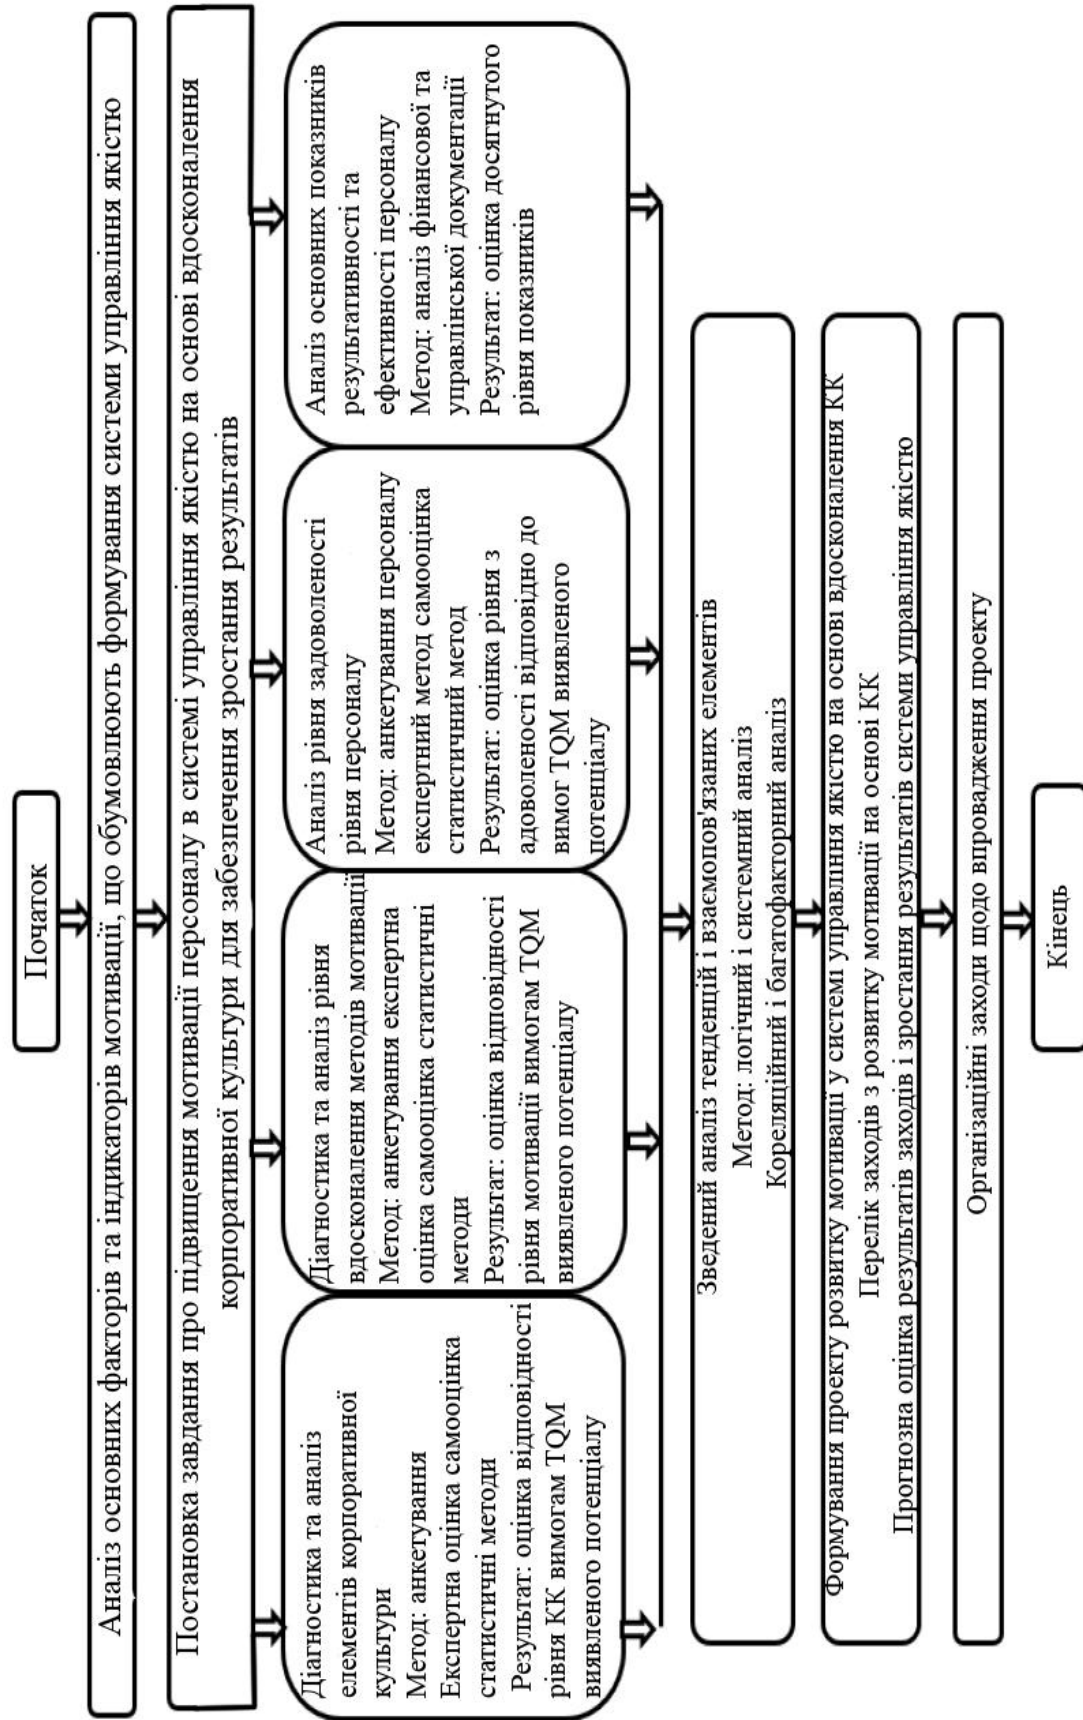 Початок
Аналіз основних факторів та індикаторів мотивації, що обумовлюють формування системи управління якістю
Постановка завдання про підвищення мотивації персоналу в системі управління якістю на основі вдосконалення
корпоративної культури для забезпечення зростання результатів
Діагностика та аналіз
елементів корпоративної
культури
Метод: анкетування
Експертна оцінка самооцінка
статистичні методи
Результат: оцінка відповідності
рівня КК вимогам TQM
виявленого потенціалу
Діагностика та аналіз рівня
вдосконалення методів мотивації
Метод: анкетування експертна
оцінка самооцінка статистичні
методи
Результат: оцінка відповідності
рівня мотивації вимогам TQM
виявленого потенціалу
Аналіз рівня задоволеності
рівня персоналу
Метод: анкетування персоналу
експертний метод самооцінка
статистичний метод
Результат: оцінка рівня з
адоволеності відповідно до
вимог TQM виявленого
потенціалу
Аналіз основних показників
результативності та
ефективності персоналу
Метод: аналіз фінансової та
управлінської документації
Результат: оцінка досягнутого
рівня показників
Зведений аналіз тенденцій і взаємопов'язаних елементів
Метод: логічний і системний аналіз
Кореляційний і багатофакторний аналіз
Формування проекту розвитку мотивації у системі управління якістю на основі вдосконалення КК
Перелік заходів з розвитку мотивації на основі КК
Прогнозна оцінка результатів заходів і зростання результатів системи управління якістю
Організаційні заходи щодо впровадження проекту
Кінець